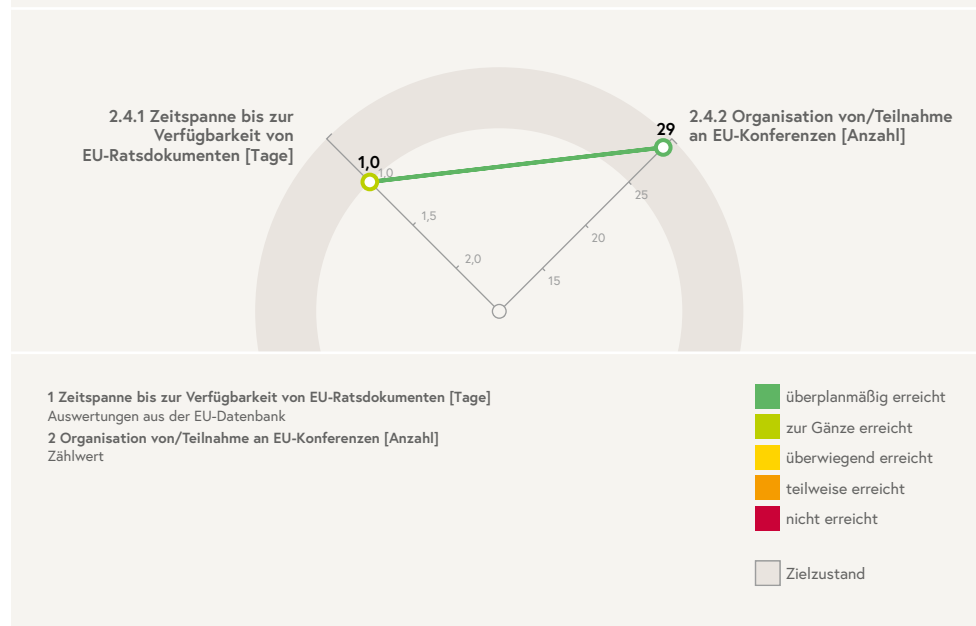 2.4.1 Zeitspanne bis zur
Verfügbarkeit von
EU-Ratsdokumenten [Tage]
2.4.2 Organisation von/Teilnahme
an EU-Konferenzen [Anzahl]
29
1,0
1,0
1,5
2,0
25
20
15
1 Zeitspanne bis zur Verfügbarkeit von EU-Ratsdokumenten [Tage]
Auswertungen aus der EU-Datenbank
2 Organisation von/Teilnahme an EU-Konferenzen [Anzahl]
Zählwert
überplanmäßig erreicht
zur Gänze erreicht
überwiegend erreicht
teilweise erreicht
nicht erreicht
Zielzustand